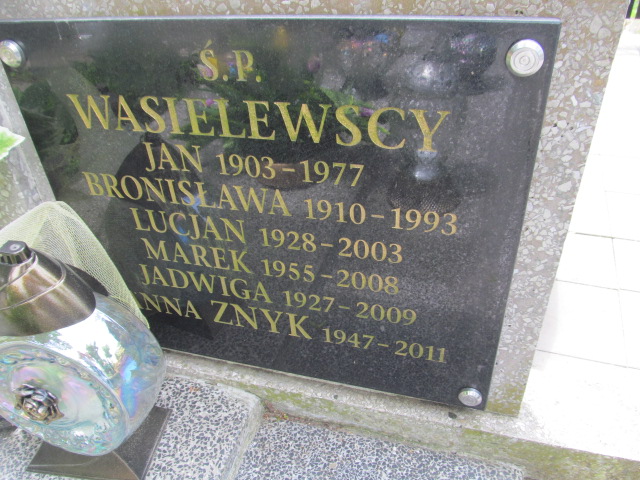 Ś.P.
WASIELEWSCY
JAN 1903-1977
BRONISŁAWA 1910-1993
LUCJAN 1928-2003
MAREK 1955-2008
JADWIGA 1927-2009
ANNA ZNYK 1947-2011